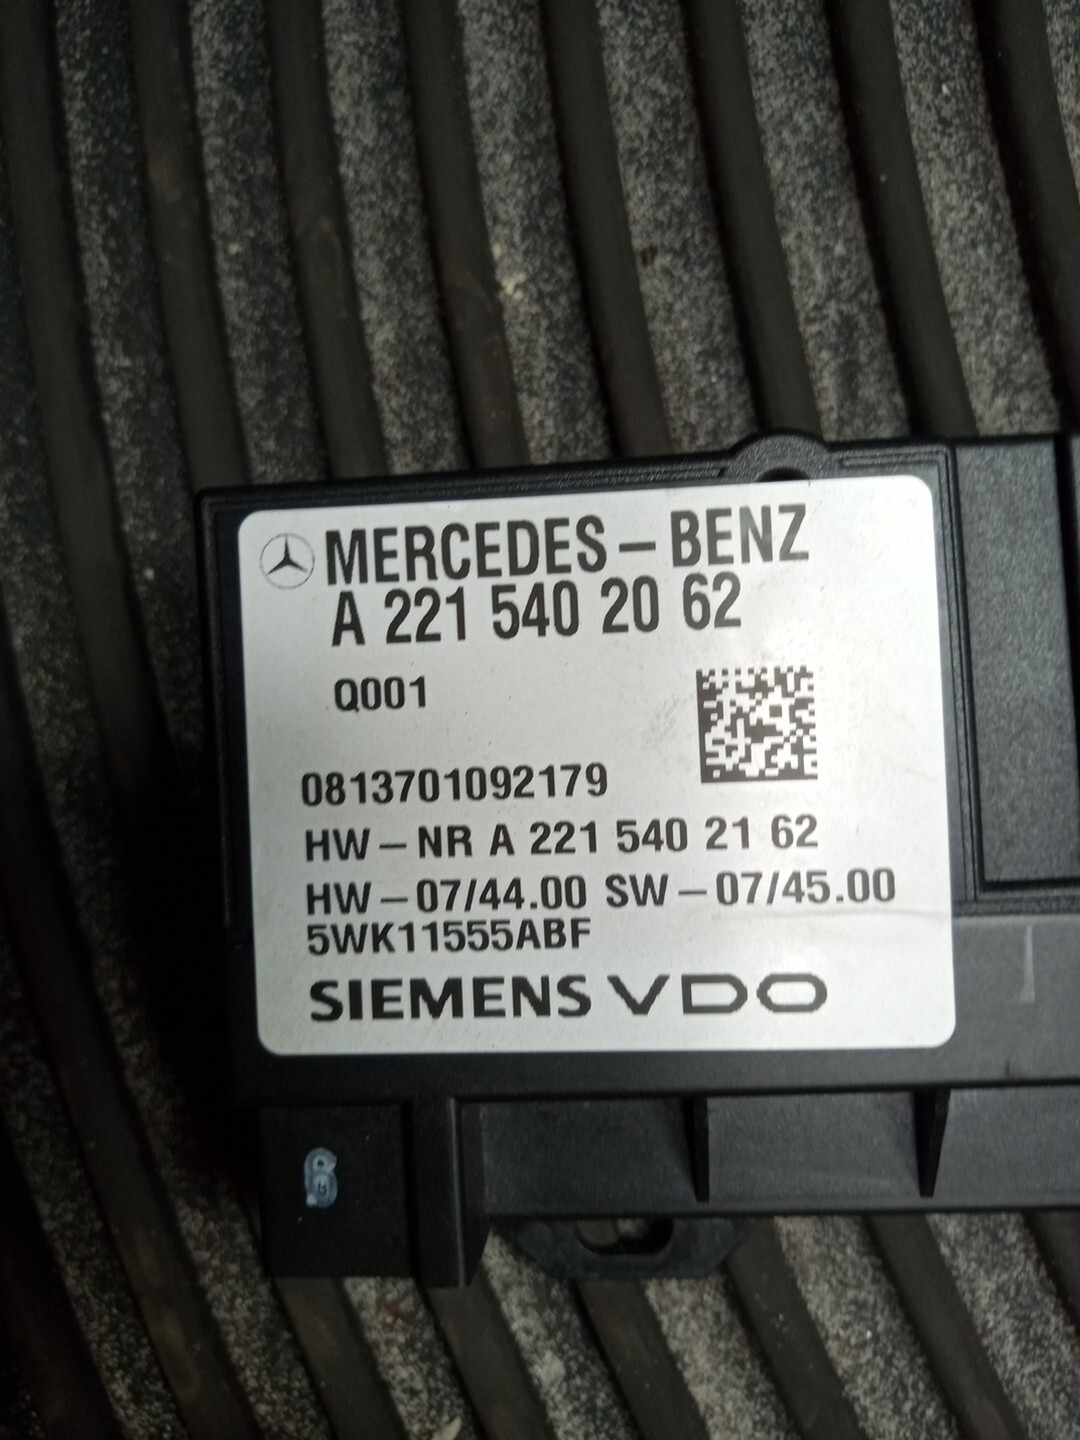 MERCEDES-BENZ
A 221 540 20 62
Q001
0813701092179
HW-NR A 221 540 21 62
HW-07/44.00 SW-07/45.00
5WK11555ABF
SIEMENS VDO